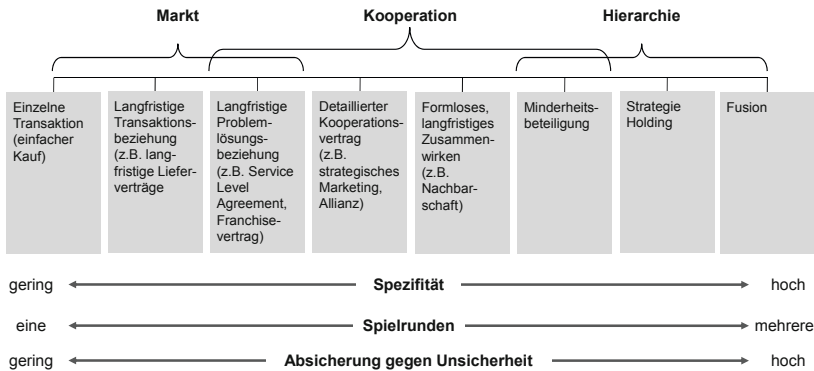 Markt
Kooperation
Hierarchie
Einzelne
Transaktion
(einfacher
Kauf)
Langfristige
Transaktions-
beziehung
(z.B. lang-
fristige Liefer-
verträge
Langfristige
Problem-
lösungs-
beziehung
(z.B. Service
Level
Agreement,
Franchise-
vertrag)
Detaillierter
Kooperations-
vertrag
(z.B.
strategisches
Marketing,
Allianz)
Formloses,
langfristiges
Zusammen-
wirken
(z.B.
Nachbar-
schaft)
Minderheits-
beteiligung
Strategie
Holding
Fusion
gering Spezifität hoch
eine Spielrunden mehrere
gering Absicherung gegen Unsicherheit hoch